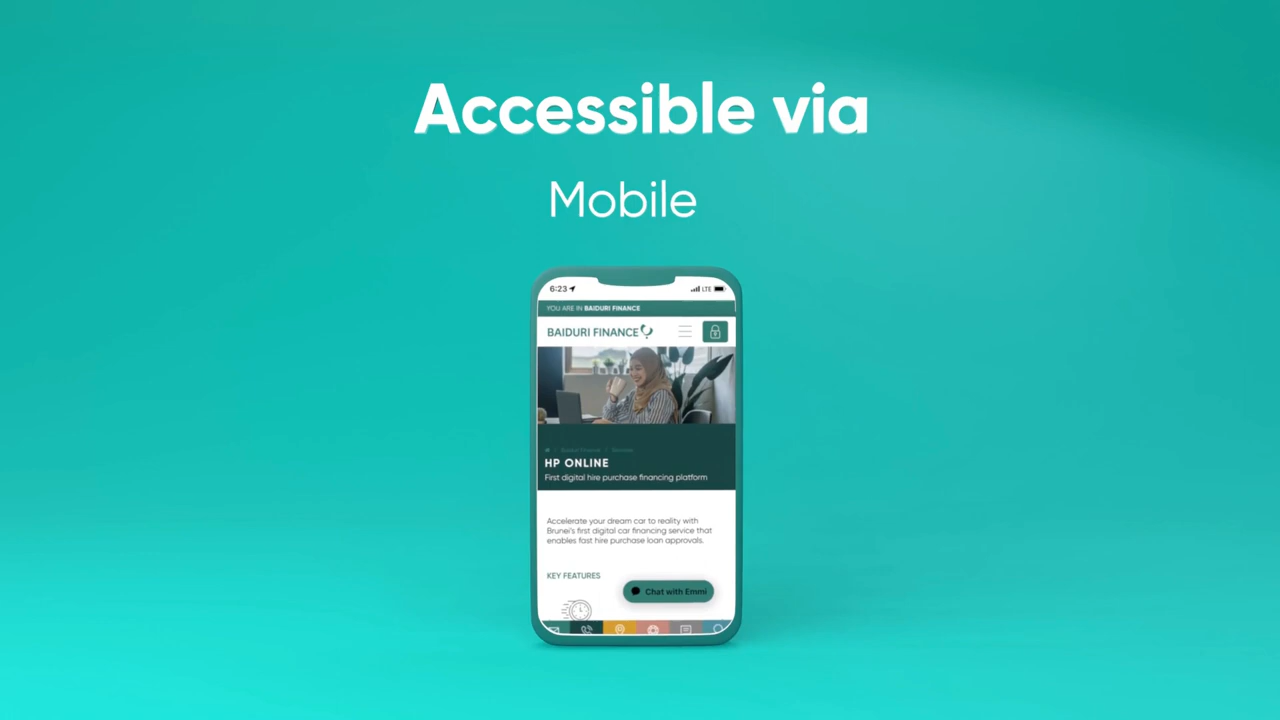 Accessible via
Mobile
6:23
LTE
YOU ARE IN BAIDURI FINANCE
BAIDURI FINANCE
Baiduri Finance
HP ONLINE
First digital hire purchase financing platform
Accelerate your dream car to reality with
Brunei's first digital car financing service that
enables fast hire purchase loan approvals.
KEY FEATURES
Chat with Emmi